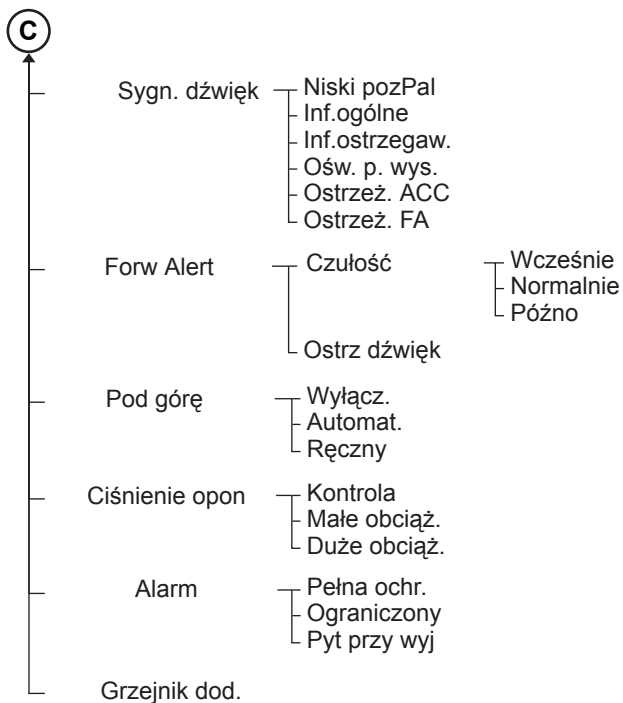 C
Sygn. dźwięk
Niski pozPal
Inf.ogólne
Inf.ostrzegaw.
Ośw. p. wys.
Ostrzeż. ACC
Ostrzeż. FA
Forw Alert
Czułość
Wcześnie
Normalnie
Późno
Ostrz dźwięk
Pod górę
Wyłącz.
Automat.
Ręczny
Ciśnienie opon
Kontrola
Małe obciąż.
Duże obciąż.
Alarm
Pełna ochr.
Ograniczony
Pyt przy wyj
Grzejnik dod.